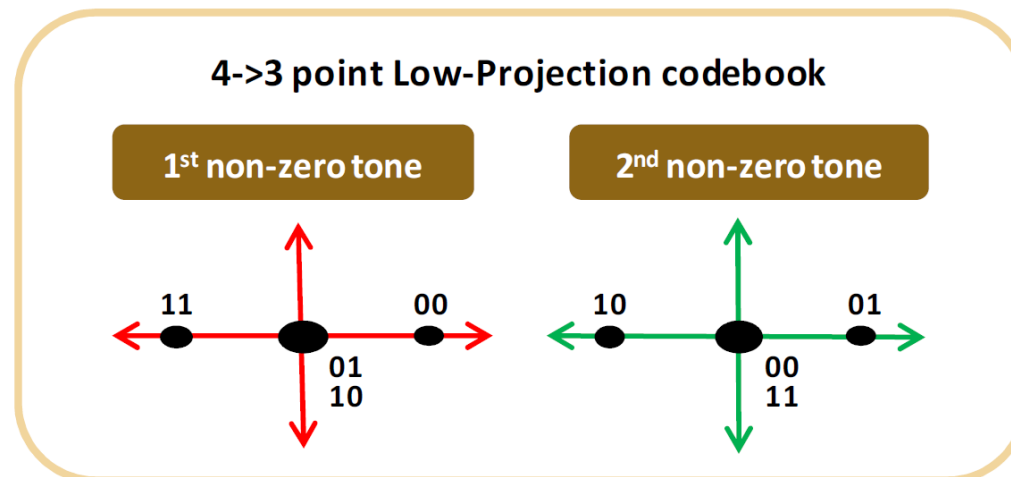 4->3 point Low-Projection codebook
1st non-zero tone
2nd non-zero tone
11
00
01
10
10
01
00
11